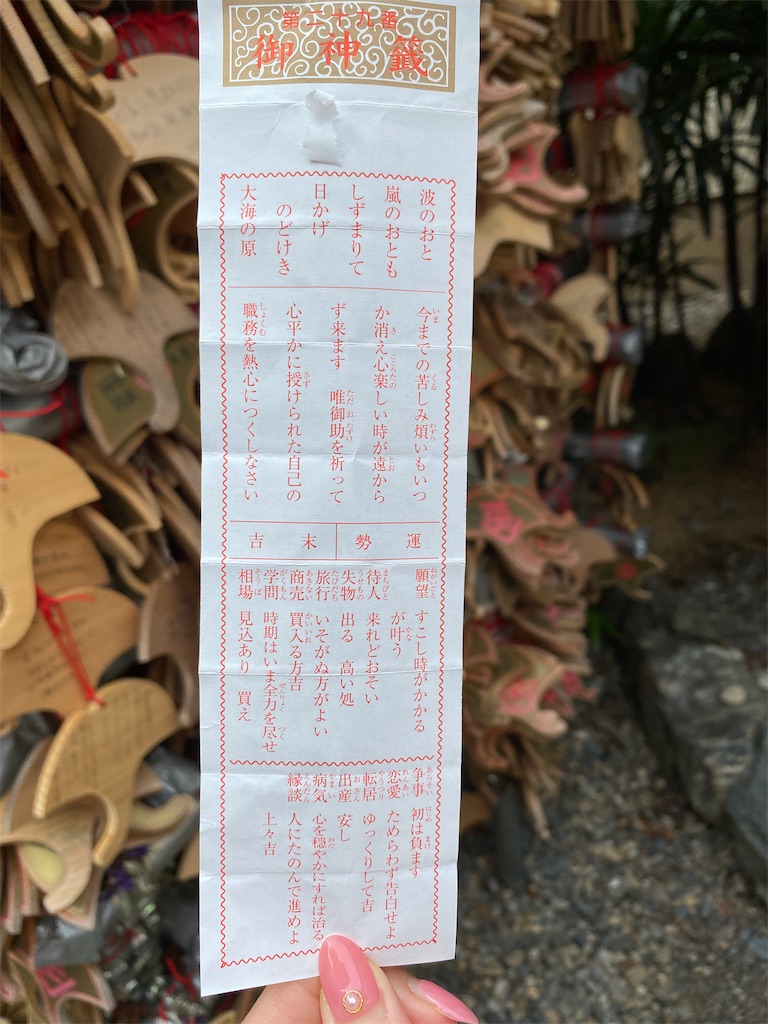 第二十九番
御神籤
波のおと
嵐のおとも
しずまりて
日かげ
のどけき
大海の原
今までの苦しみ煩いもいつ
か消え心楽しい時が遠から
ず来ます 唯御助を祈って
心平かに授けられた自己の
職務を熱心につくしなさい
運勢
末吉
願望 すこし時がかかる
が叶う
待人 来れどおそい
失物 出る 高い処
旅行 いそがぬ方がよい
商売 買入る方吉
学問 時期はいま全力を尽せ
相場 見込あり 買え
争事 初は負ます
恋愛 ためらわず告白せよ
転居 ゆっくりして吉
出産 安し
病気 心を穏やかにすれば治る
縁談 人にたのんで進めよ
上々吉